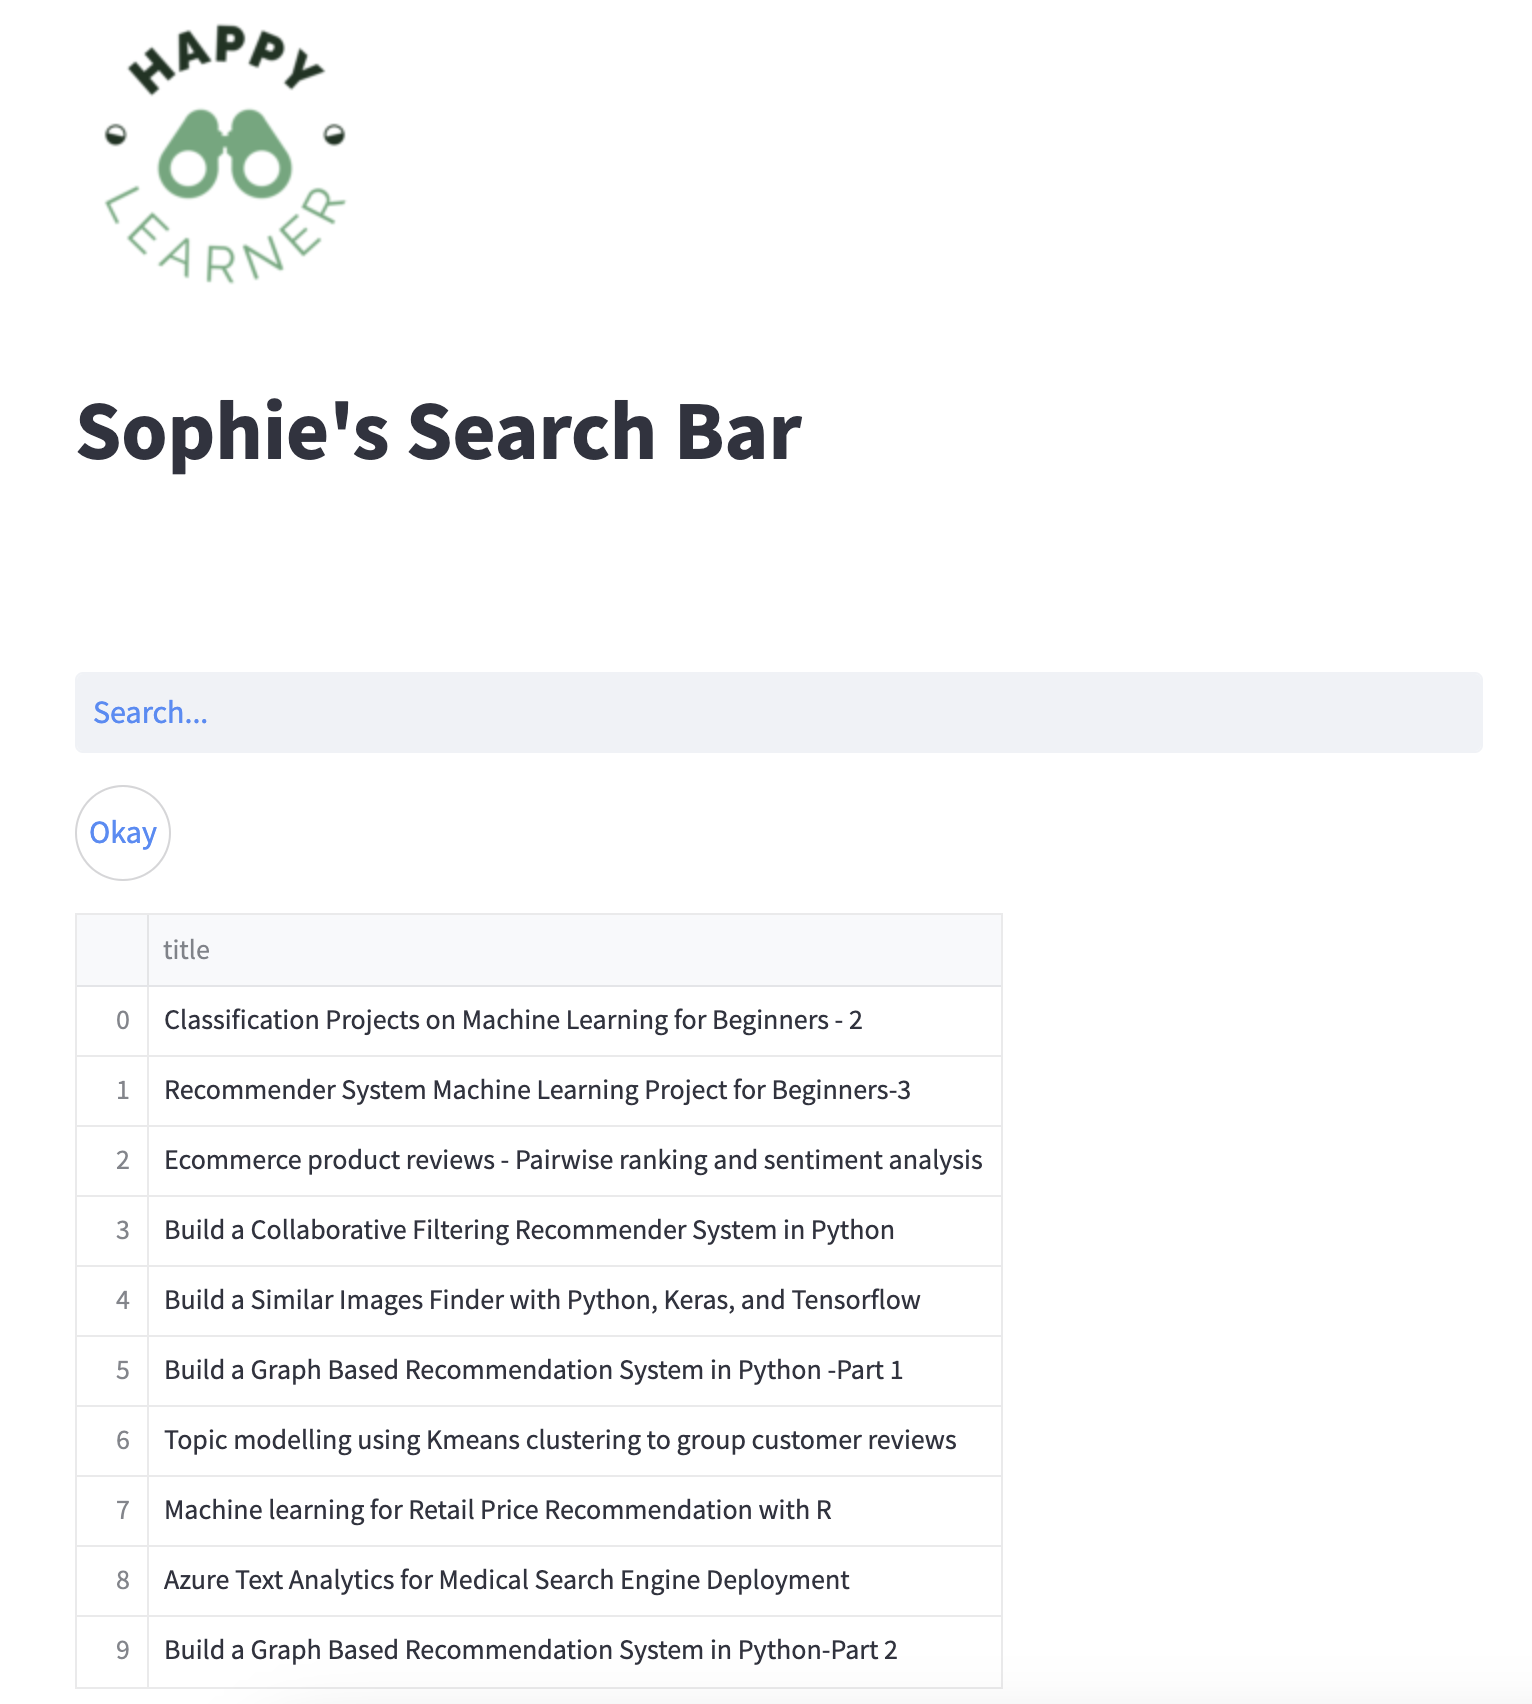 HAPPY
LEARNER
Sophie's Search Bar
Search...
Okay
title
0 Classification Projects on Machine Learning for Beginners - 2
1 Recommender System Machine Learning Project for Beginners-3
2 Ecommerce product reviews - Pairwise ranking and sentiment analysis
3 Build a Collaborative Filtering Recommender System in Python
4 Build a Similar Images Finder with Python, Keras, and Tensorflow
5 Build a Graph Based Recommendation System in Python -Part 1
6 Topic modelling using Kmeans clustering to group customer reviews
7 Machine learning for Retail Price Recommendation with R
8 Azure Text Analytics for Medical Search Engine Deployment
9 Build a Graph Based Recommendation System in Python-Part 2